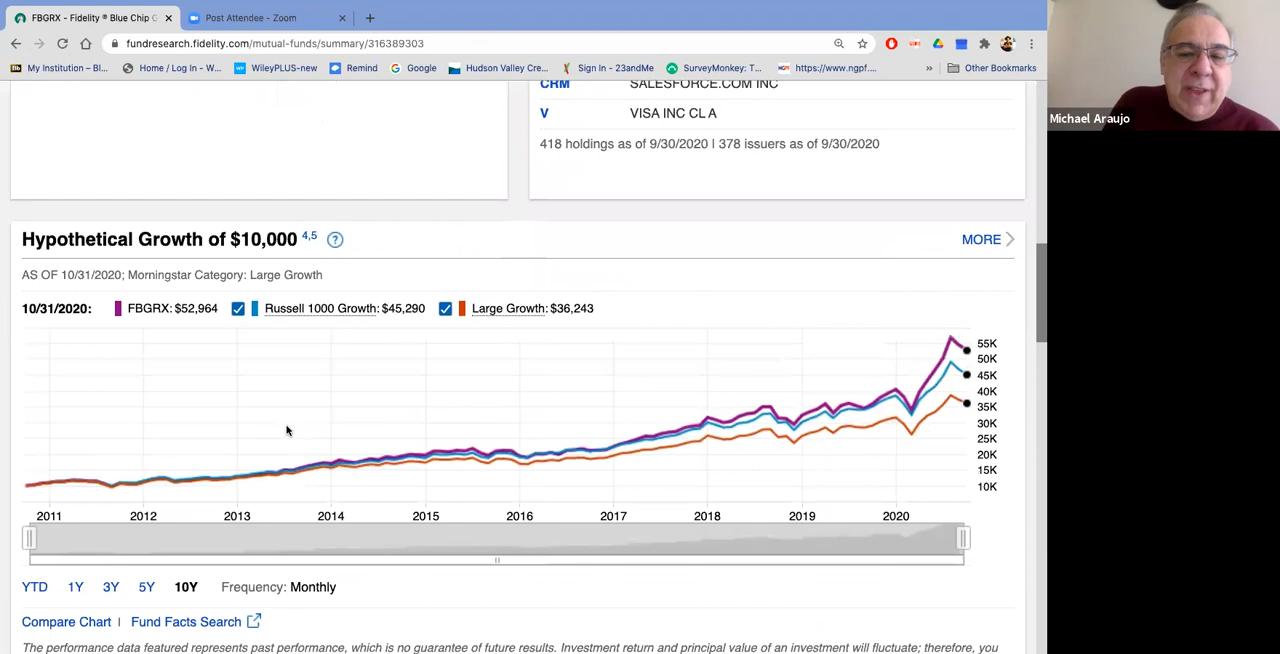 FBGRX - Fidelity ® Blue Chip G
Post Attendee - Zoom
fundresearch.fidelity.com/mutual-funds/summary/316389303
My Institution – Bl...
Home / Log In - W...
WileyPLUS-new
Remind
Google
Hudson Valley Cre...
Sign In - 23andMe
SurveyMonkey: T...
https://www.ngpf....
»
Other Bookmarks
Michael Araujo
CRM SALESFORCE.COM INC
V VISA INC CL A
418 holdings as of 9/30/2020 | 378 issuers as of 9/30/2020
Hypothetical Growth of $10,000 4,5 ?
MORE
AS OF 10/31/2020; Morningstar Category: Large Growth
10/31/2020: FBGRX: $52,964 Russell 1000 Growth: $45,290 Large Growth: $36,243
55K
50K
45K
40K
35K
30K
25K
20K
15K
10K
2011 2012 2013 2014 2015 2016 2017 2018 2019 2020
YTD 1Y 3Y 5Y 10Y Frequency: Monthly
Compare Chart | Fund Facts Search
The performance data featured represents past performance, which is no guarantee of future results. Investment return and principal value of an investment will fluctuate; therefore, you